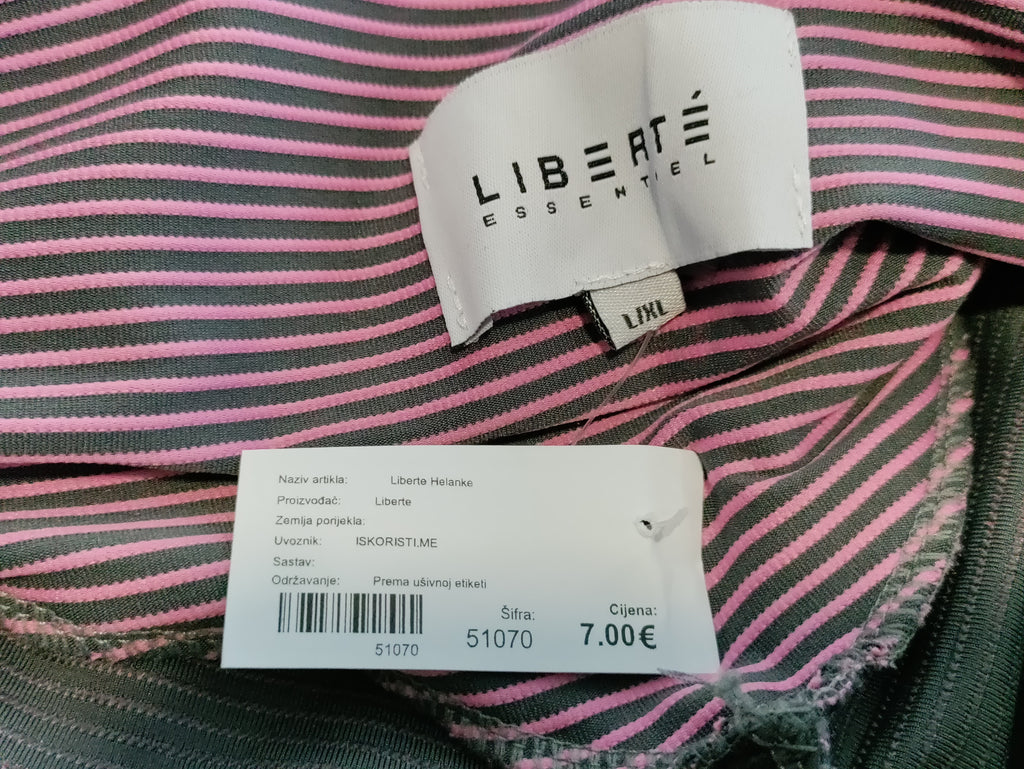 LIBERTÉ
ESSENTIEL
L/XL
Naziv artikla: Liberte Helanke
Proizvođač: Liberte
Zemlja porijekla:
Uvoznik: ISKORISTI.ME
Sastav:
Održavanje: Prema ušivnoj etiketi
51070
Šifra:
51070
Cijena:
7.00€